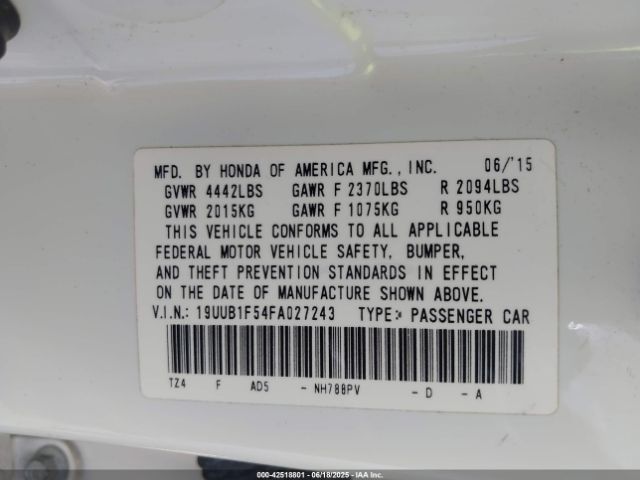 MFD. BY HONDA OF AMERICA MFG., INC. 06/'15
GVWR 4442LBS GAWR F 2370LBS R 2094LBS
GVWR 2015KG GAWR F 1075KG R 950KG
THIS VEHICLE CONFORMS TO ALL APPLICABLE
FEDERAL MOTOR VEHICLE SAFETY, BUMPER,
AND THEFT PREVENTION STANDARDS IN EFFECT
ON THE DATE OF MANUFACTURE SHOWN ABOVE.
V.I.N.: 19UUB1F54FA027243 TYPE: PASSENGER CAR
TZ4 F AD5 - NH788PV - D - A
000-42518801 - 06/18/2025 - IAAI.COM